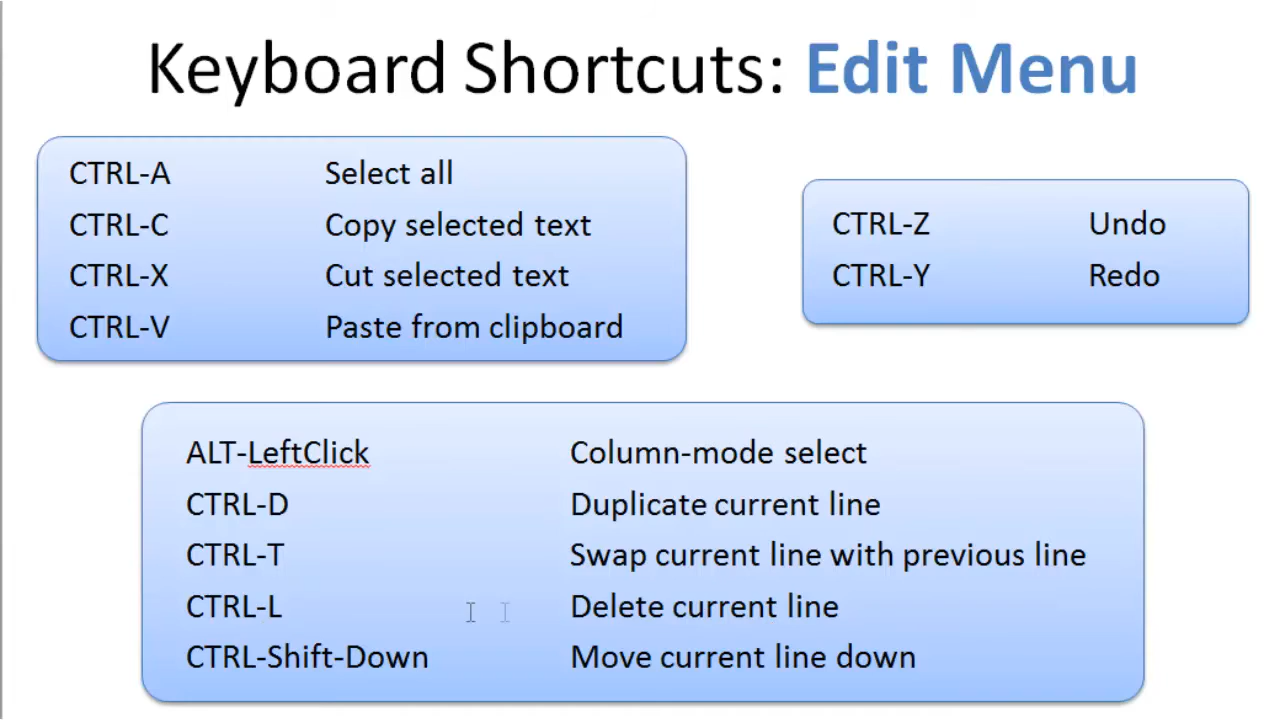 Keyboard Shortcuts: Edit Menu
CTRL-A Select all
CTRL-C Copy selected text
CTRL-X Cut selected text
CTRL-V Paste from clipboard
CTRL-Z Undo
CTRL-Y Redo
ALT-LeftClick Column-mode select
CTRL-D Duplicate current line
CTRL-T Swap current line with previous line
CTRL-L Delete current line
CTRL-Shift-Down Move current line down